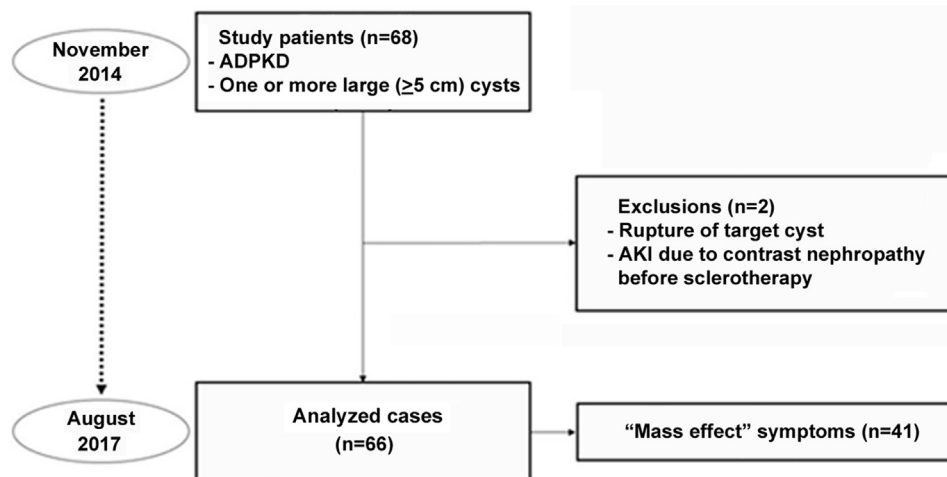 November
2014
Study patients (n=68)
- ADPKD
- One or more large (≥5 cm) cysts
Exclusions (n=2)
- Rupture of target cyst
- AKI due to contrast nephropathy
before sclerotherapy
August
2017
Analyzed cases
(n=66)
“Mass effect” symptoms (n=41)